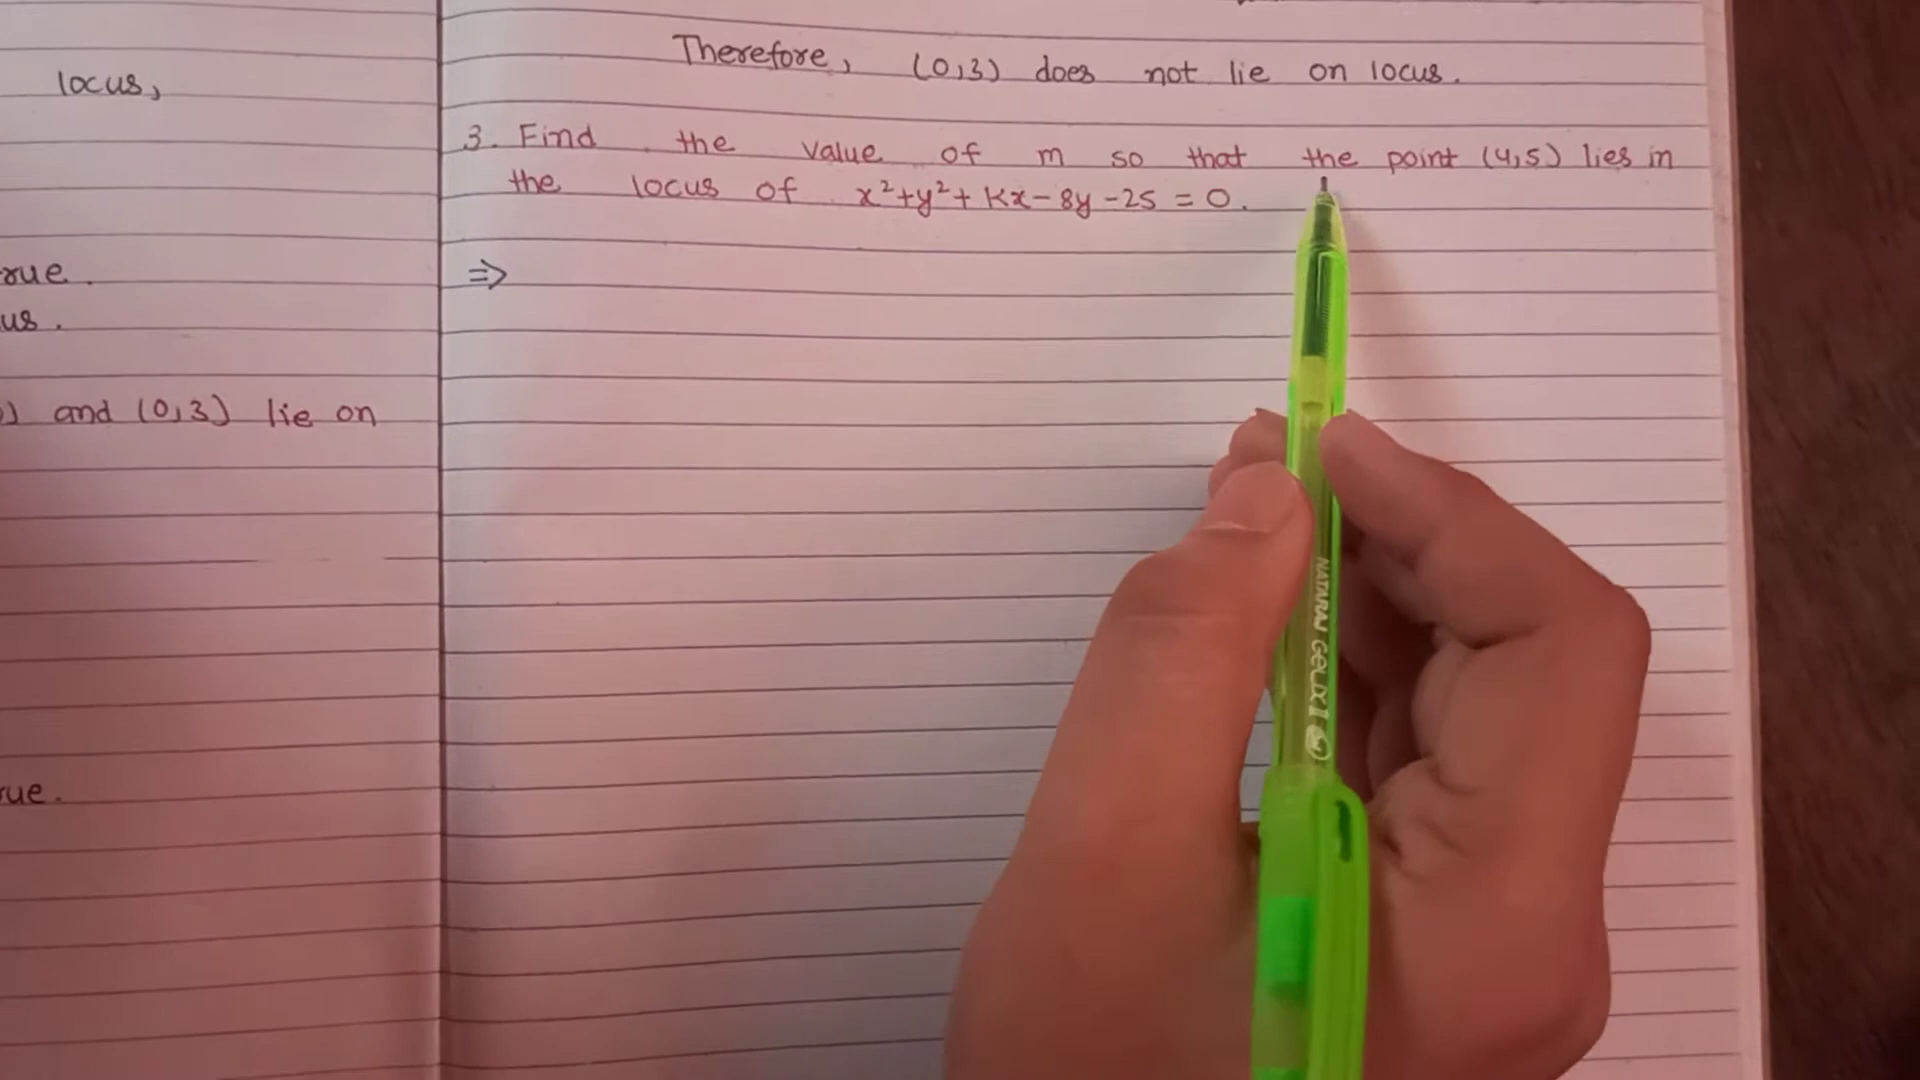 locus,
rue.
us.
) and (0,3) lie on
rue.
Therefore, (0,3) does not lie on locus.
3. Find the value of m so that the point (4,5) lies in
the locus of x²+y²+Kx-8y-25 = 0.
=>
NATARAJ GELIX